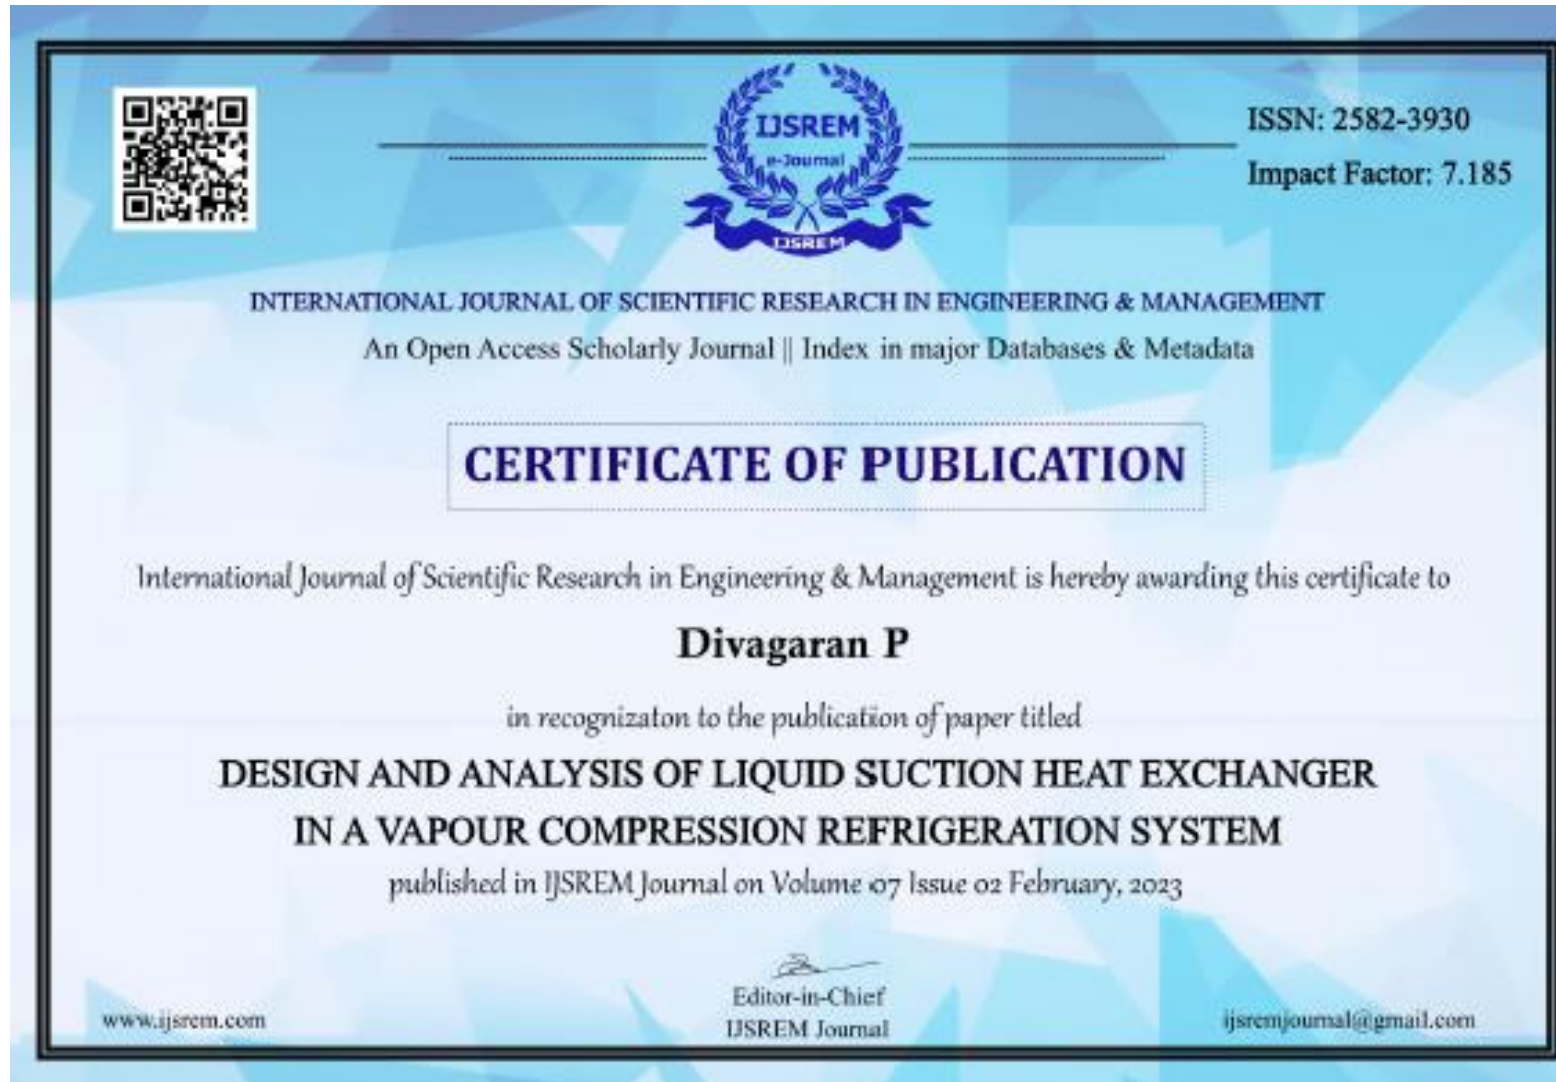 IJSREM
e-Journal
IJSREM
ISSN: 2582-3930
Impact Factor: 7.185
INTERNATIONAL JOURNAL OF SCIENTIFIC RESEARCH IN ENGINEERING & MANAGEMENT
An Open Access Scholarly Journal || Index in major Databases & Metadata
CERTIFICATE OF PUBLICATION
International Journal of Scientific Research in Engineering & Management is hereby awarding this certificate to
Divagaran P
in recognizaton to the publication of paper titled
DESIGN AND ANALYSIS OF LIQUID SUCTION HEAT EXCHANGER
IN A VAPOUR COMPRESSION REFRIGERATION SYSTEM
published in IJSREM Journal on Volume 07 Issue 02 February, 2023
www.ijsrem.com
Editor-in-Chief
IJSREM Journal
ijsremjournal@gmail.com